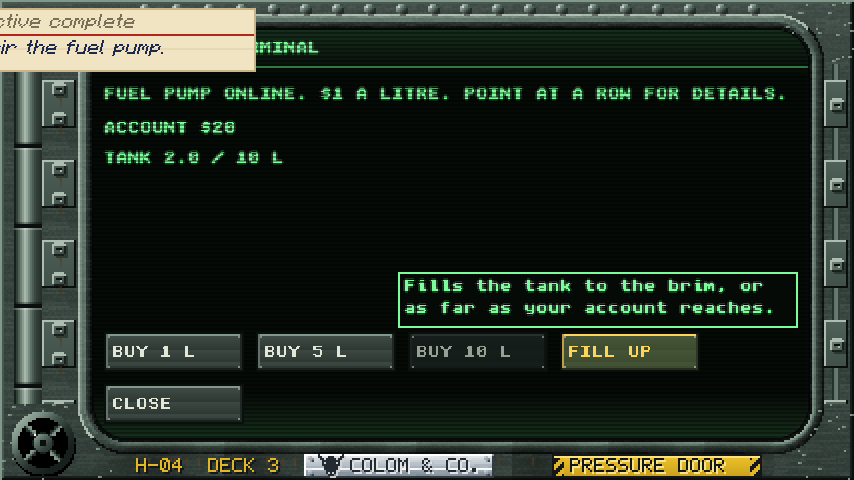 ctive complete
ir the fuel pump.
MINAL
FUEL PUMP ONLINE. $1 A LITRE. POINT AT A ROW FOR DETAILS.
ACCOUNT $20
TANK 2.0 / 10 L
Fills the tank to the brim, or
as far as your account reaches.
BUY 1 L
BUY 5 L
BUY 10 L
FILL UP
CLOSE
H-04 DECK 3
COLOM & CO.
PRESSURE DOOR